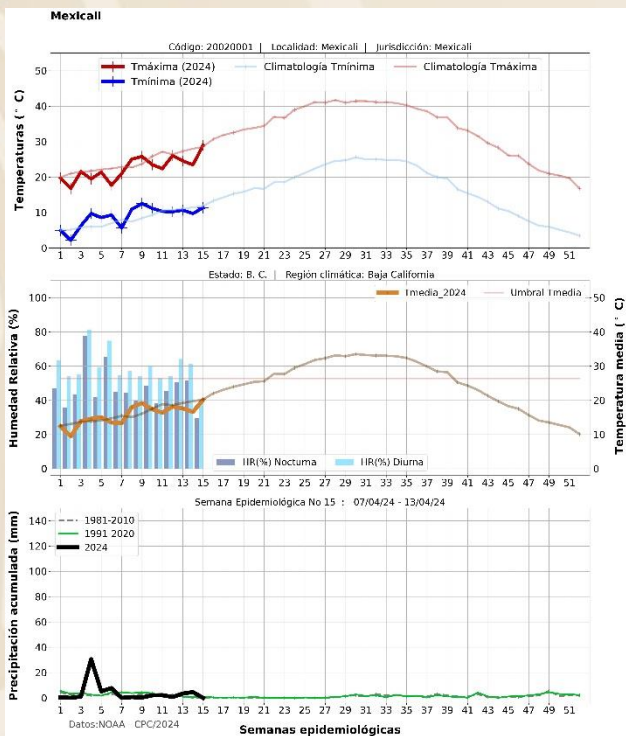 Mexicali
Código: 20020001 | Localidad: Mexicali | Jurisdicción: Mexicali
Tmáxima (2024)
Tmínima (2024)
Climatología Tmínima
Climatología Tmáxima
Temperaturas (° C)
50
40
30
20
10
0
1 3 5 7 9 11 13 15 17 19 21 23 25 27 29 31 33 35 37 39 41 43 45 47 49 51
Estado: B. C. | Región climática: Baja California
Tmedia_2024
Umbral Tmedia
Humedad Relativa (%)
100
80
60
40
20
0
Temperatura media (° C)
50
40
30
20
10
0
HR(%) Nocturna
HR(%) Diurna
1 3 5 7 9 11 13 15 17 19 21 23 25 27 29 31 33 35 37 39 41 43 45 47 49 51
Semana Epidemiológica No 15 : 07/04/24 - 13/04/24
1981-2010
1991 2020
2024
Precipitación acumulada (mm)
140
120
100
80
60
40
20
0
1 3 5 7 9 11 13 15 17 19 21 23 25 27 29 31 33 35 37 39 41 43 45 47 49 51
Datos:NOAA CPC/2024
Semanas epidemiológicas